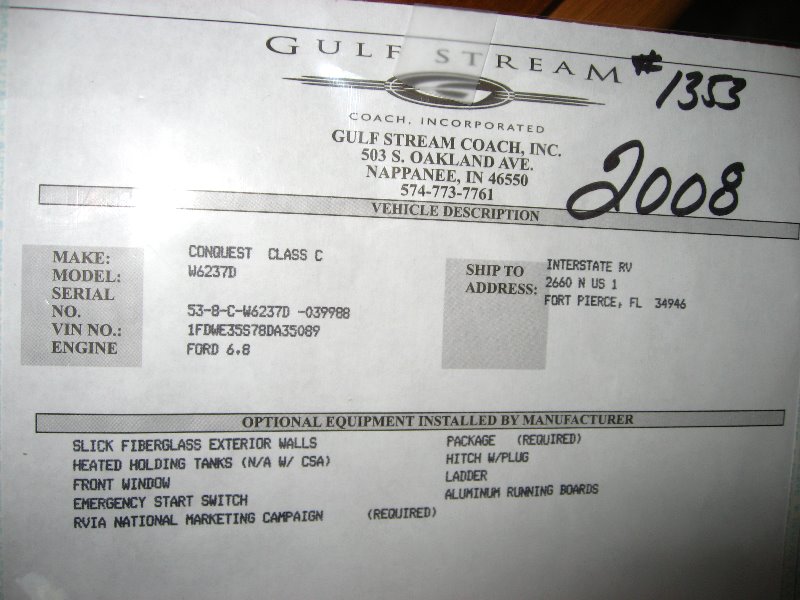 GULF STREAM
#1353
COACH, INCORPORATED
GULF STREAM COACH, INC.
503 S. OAKLAND AVE.
NAPPANEE, IN 46550
574-773-7761
2008
VEHICLE DESCRIPTION
MAKE: CONQUEST CLASS C
MODEL: W6237D
SERIAL
NO. 53-8-C-W6237D -039988
VIN NO.: 1FDWE35S78DA35089
ENGINE FORD 6.8
SHIP TO INTERSTATE RV
ADDRESS: 2660 N US 1
FORT PIERCE, FL 34946
OPTIONAL EQUIPMENT INSTALLED BY MANUFACTURER
SLICK FIBERGLASS EXTERIOR WALLS
HEATED HOLDING TANKS (N/A W/ CSA)
FRONT WINDOW
EMERGENCY START SWITCH
RVIA NATIONAL MARKETING CAMPAIGN (REQUIRED)
PACKAGE (REQUIRED)
HITCH W/PLUG
LADDER
ALUMINUM RUNNING BOARDS